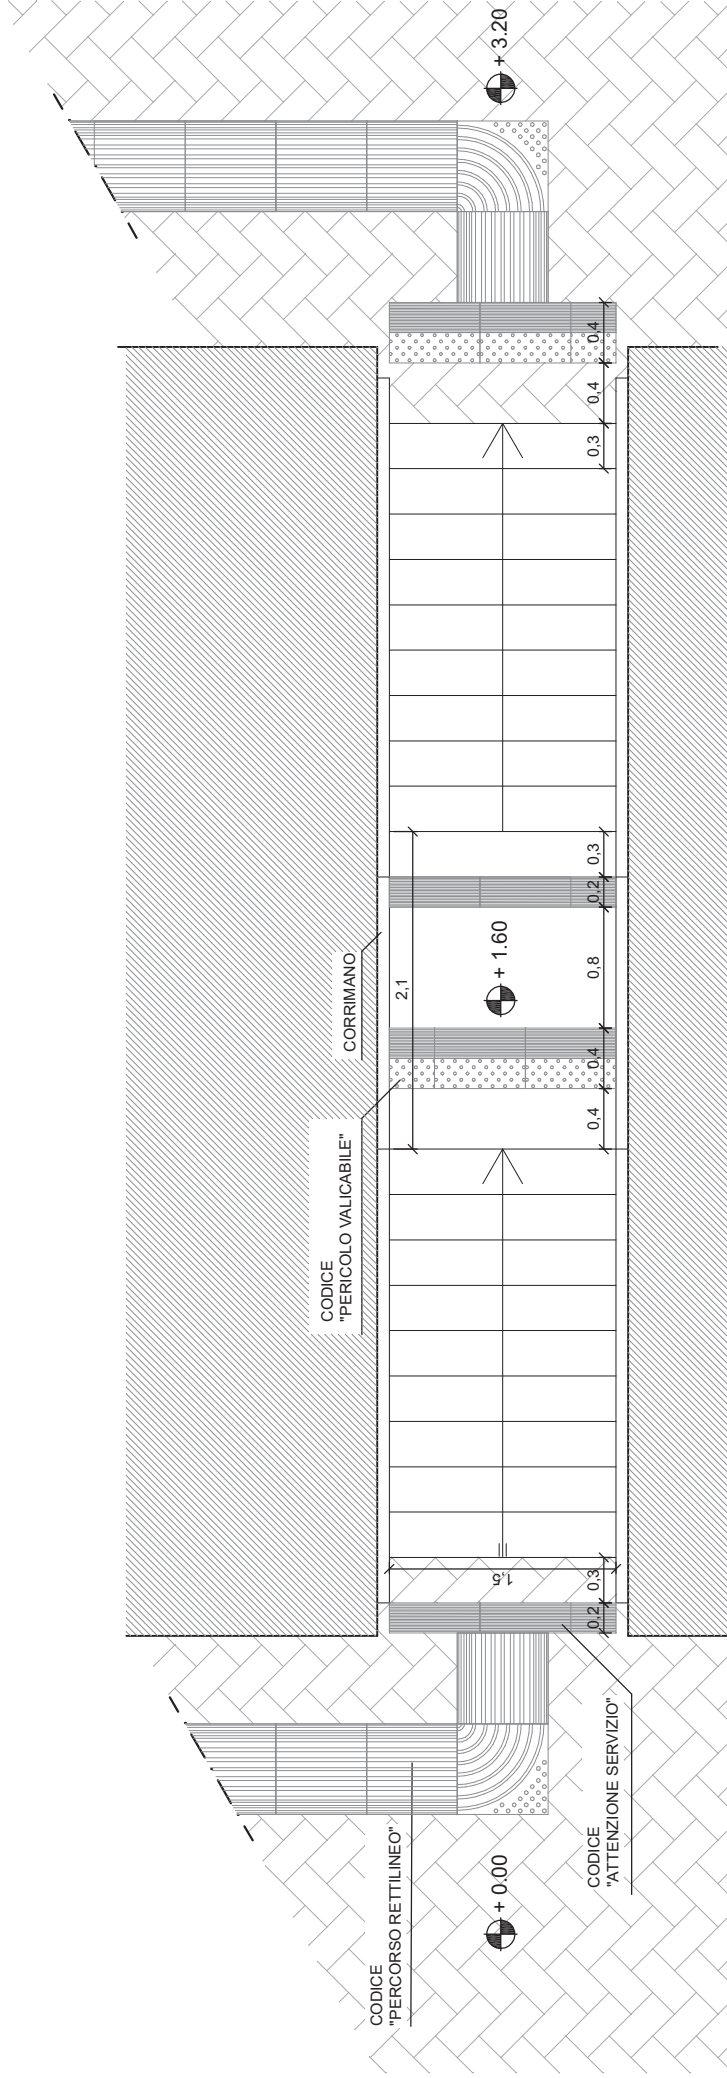 CODICE
"PERCORSO RETTILINEO"
+ 0.00
CODICE
"ATTENZIONE SERVIZIO"
0,2
0,3
1,5
CODICE
"PERICOLO VALICABILE"
CORRIMANO
2,1
+ 1.60
0,4
0,4
0,8
0,2
0,3
0,3
0,4
0,4
+ 3.20